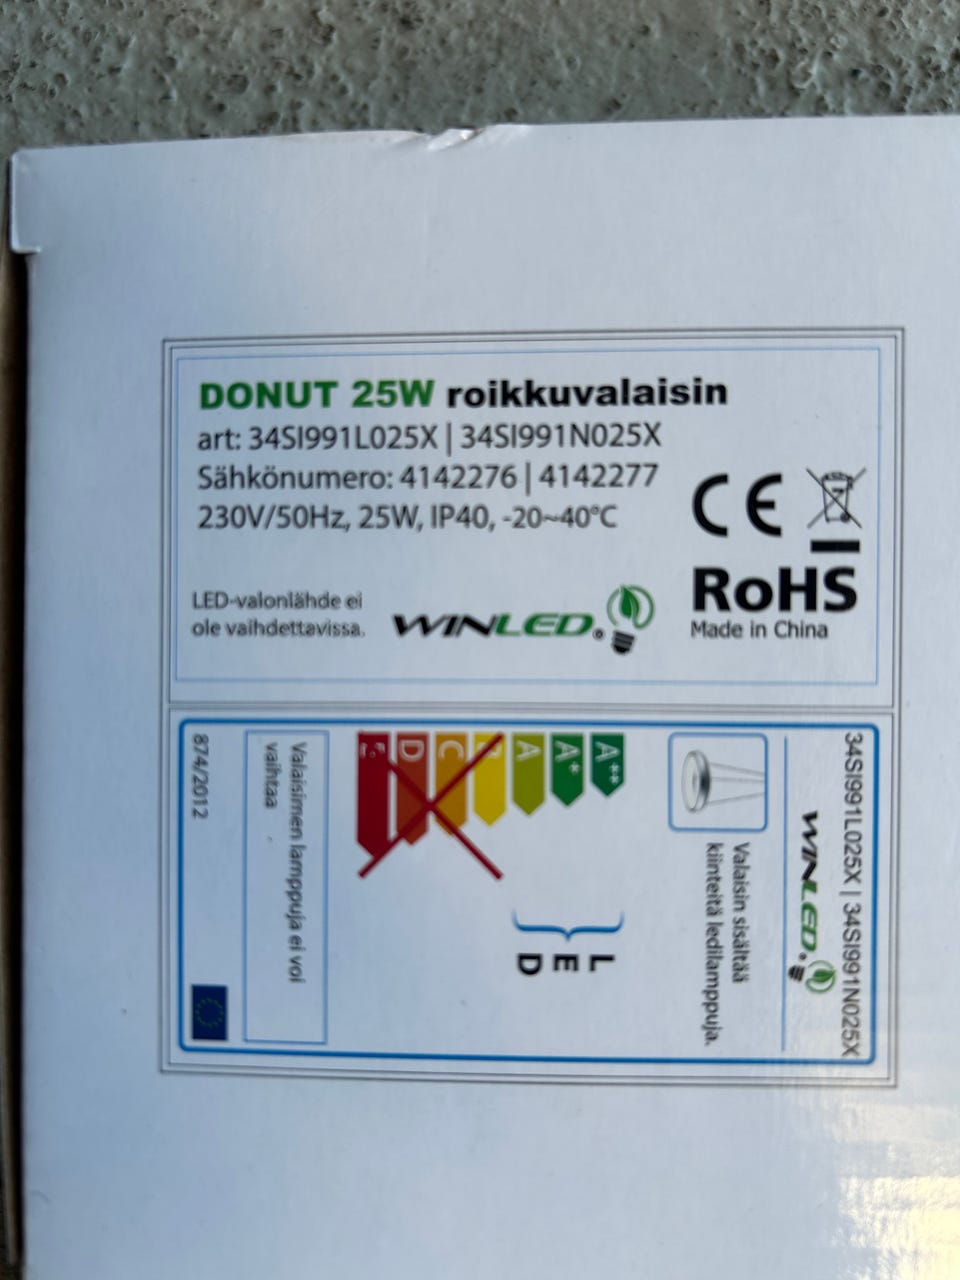 DONUT 25W roikkuvalaisin
art: 34SI991L025X | 34SI991N025X
Sähkönumero: 4142276 | 4142277
230V/50Hz, 25W, IP40, -20~40°C
CE
LED-valonlähde ei
ole vaihdettavissa.
WINLED®
RoHS
Made in China
34SI991L025X | 34SI991N025X
WINLED®
Valaisin sisältää
kiinteitä ledilamppuja.
A++
A+
A
B
C
D
E
L
E
D
Valaisimen lamppuja ei voi
vaihtaa
874/2012